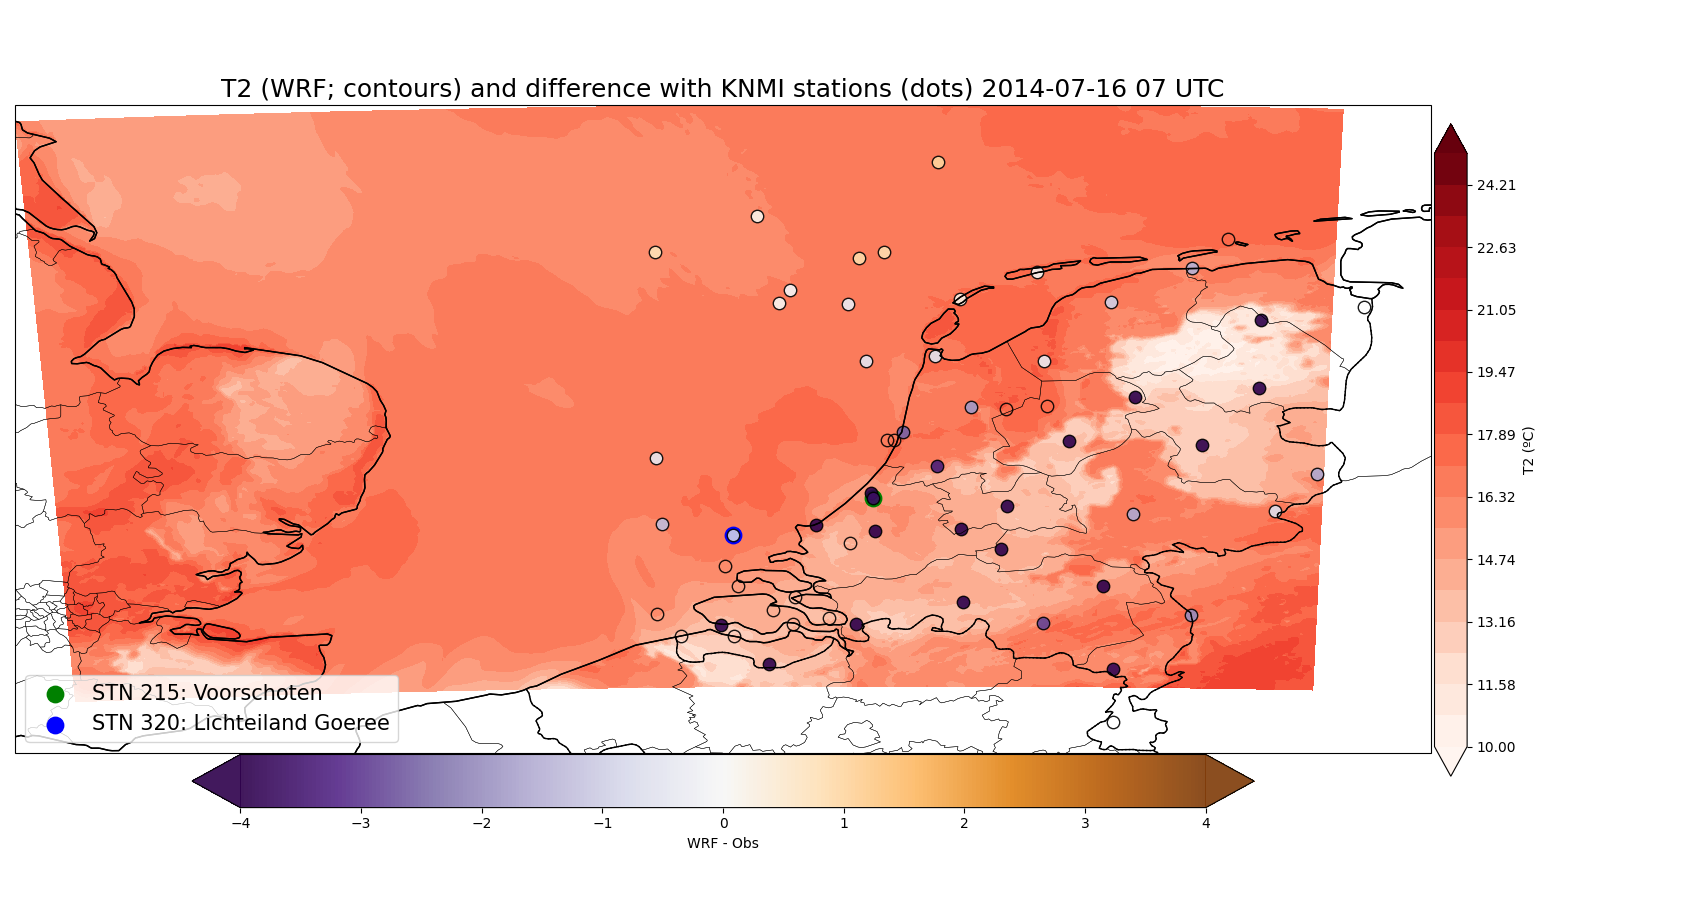 T2 (WRF; contours) and difference with KNMI stations (dots) 2014-07-16 07 UTC
24.21
22.63
21.05
19.47
17.89
16.32
14.74
13.16
11.58
10.00
T2 (ºC)
STN 215: Voorschoten
STN 320: Lichteiland Goeree
−4 −3 −2 −1 0 1 2 3 4
WRF - Obs